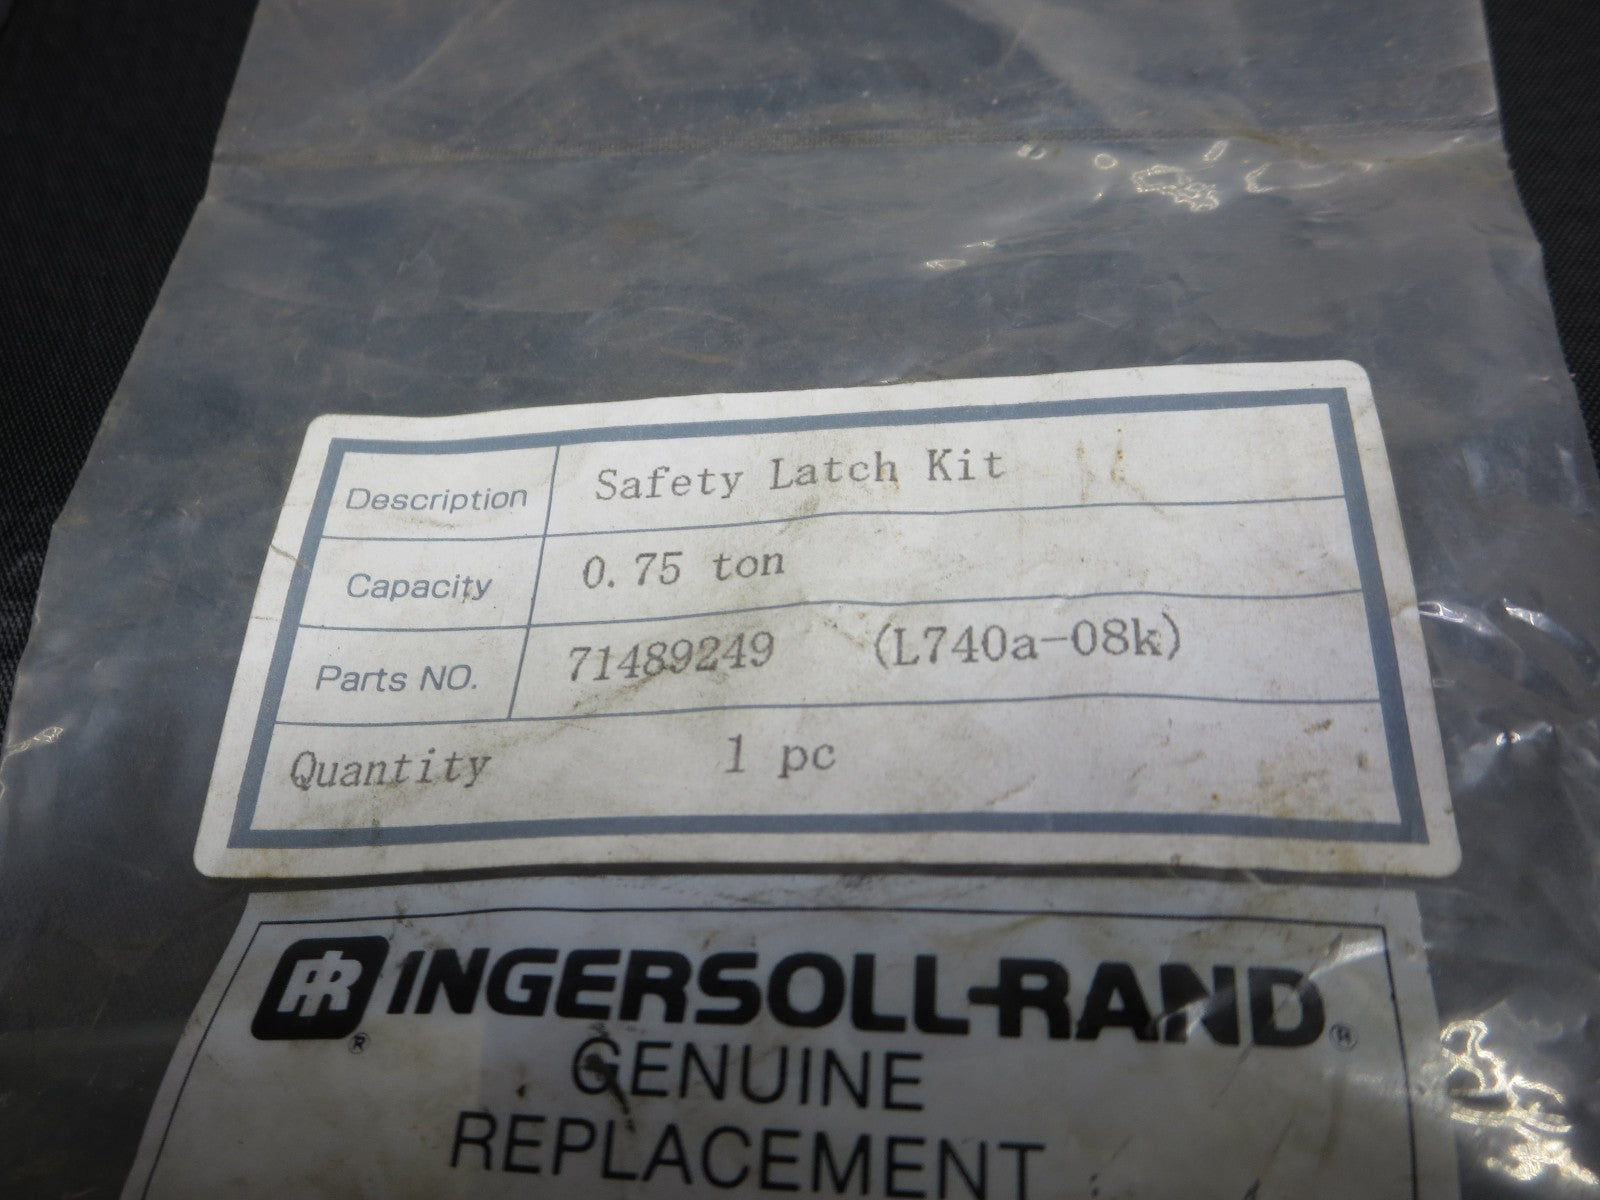 Description Safety Latch Kit
Capacity 0.75 ton
Parts NO. 71489249 (L740a-08k)
Quantity 1 pc
IR INGERSOLL-RAND®
®
GENUINE
REPLACEMENT